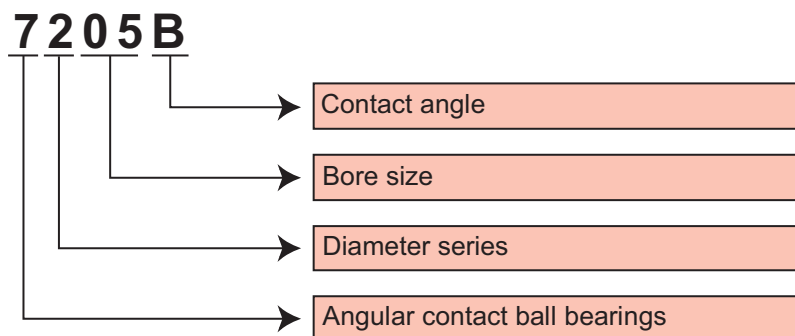 7205B
Contact angle
Bore size
Diameter series
Angular contact ball bearings